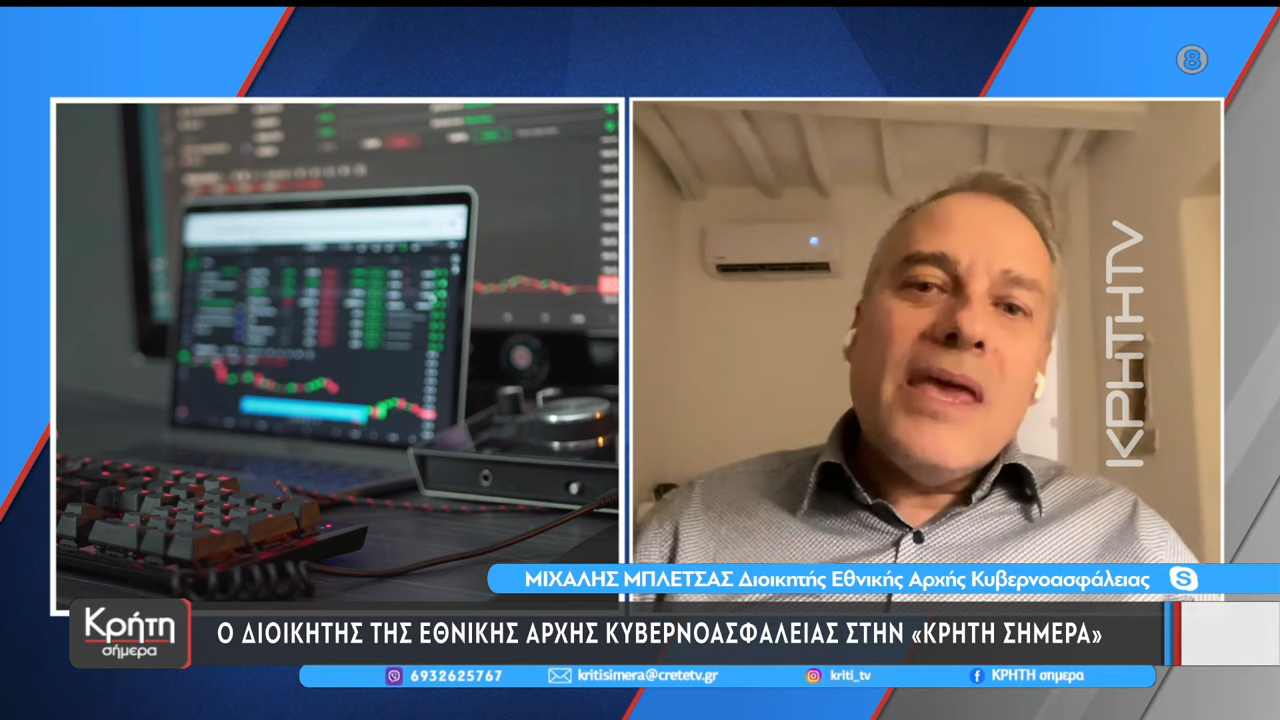 8
ΚΡΗΤΗTV
ΜΙΧΑΛΗΣ ΜΠΛΕΤΣΑΣ Διοικητής Εθνικής Αρχής Κυβερνοασφάλειας
Κρήτη
σήμερα
Ο ΔΙΟΙΚΗΤΗΣ ΤΗΣ ΕΘΝΙΚΗΣ ΑΡΧΗΣ ΚΥΒΕΡΝΟΑΣΦΑΛΕΙΑΣ ΣΤΗΝ «ΚΡΗΤΗ ΣΗΜΕΡΑ»
6932625767 kritisimera@cretetv.gr kriti_tv ΚΡΗΤΗ σημερα